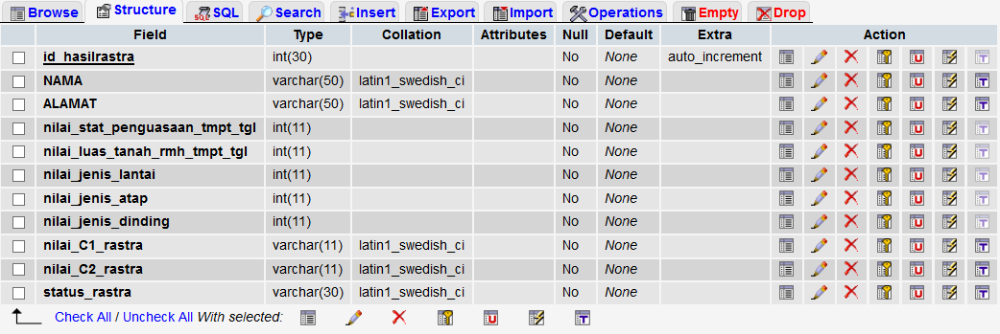 Browse Structure SQL Search Insert Export Import Operations Empty Drop
Field Type Collation Attributes Null Default Extra Action
id_hasilrastra int(30) No None auto_increment
NAMA varchar(50) latin1_swedish_ci No None
ALAMAT varchar(50) latin1_swedish_ci No None
nilai_stat_penguasaan_tmpt_tgl int(11) No None
nilai_luas_tanah_rmh_tmpt_tgl int(11) No None
nilai_jenis_lantai int(11) No None
nilai_jenis_atap int(11) No None
nilai_jenis_dinding int(11) No None
nilai_C1_rastra varchar(11) latin1_swedish_ci No None
nilai_C2_rastra varchar(11) latin1_swedish_ci No None
status_rastra varchar(30) latin1_swedish_ci No None
Check All / Uncheck All With selected: